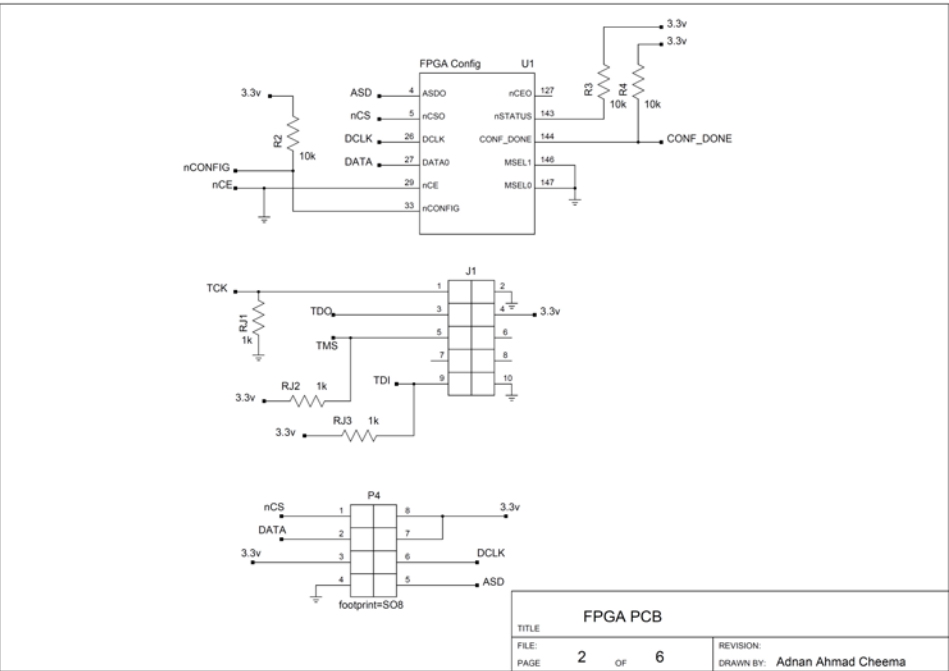 3.3v
3.3v
FPGA Config U1
R3
10k
R4
10k
3.3v
R2
10k
ASD 4 ASDO
nCEO 127
nCS 5 nCSO
nSTATUS 143
DCLK 26 DCLK
CONF_DONE 144 CONF_DONE
DATA 27 DATA0
MSEL1 146
nCONFIG
nCE 29 nCE
MSEL0 147
33 nCONFIG
J1
TCK 1 2
RJ1
1k
TDO 3 4 3.3v
TMS 5 6
7 8
TDI 9 10
RJ2 1k
3.3v
RJ3 1k
3.3v
P4
nCS 1 8 3.3v
DATA 2 7
3.3v 3 6 DCLK
4 5 ASD
footprint=SO8
TITLE FPGA PCB
FILE: REVISION:
PAGE 2 OF 6 DRAWN BY: Adnan Ahmad Cheema